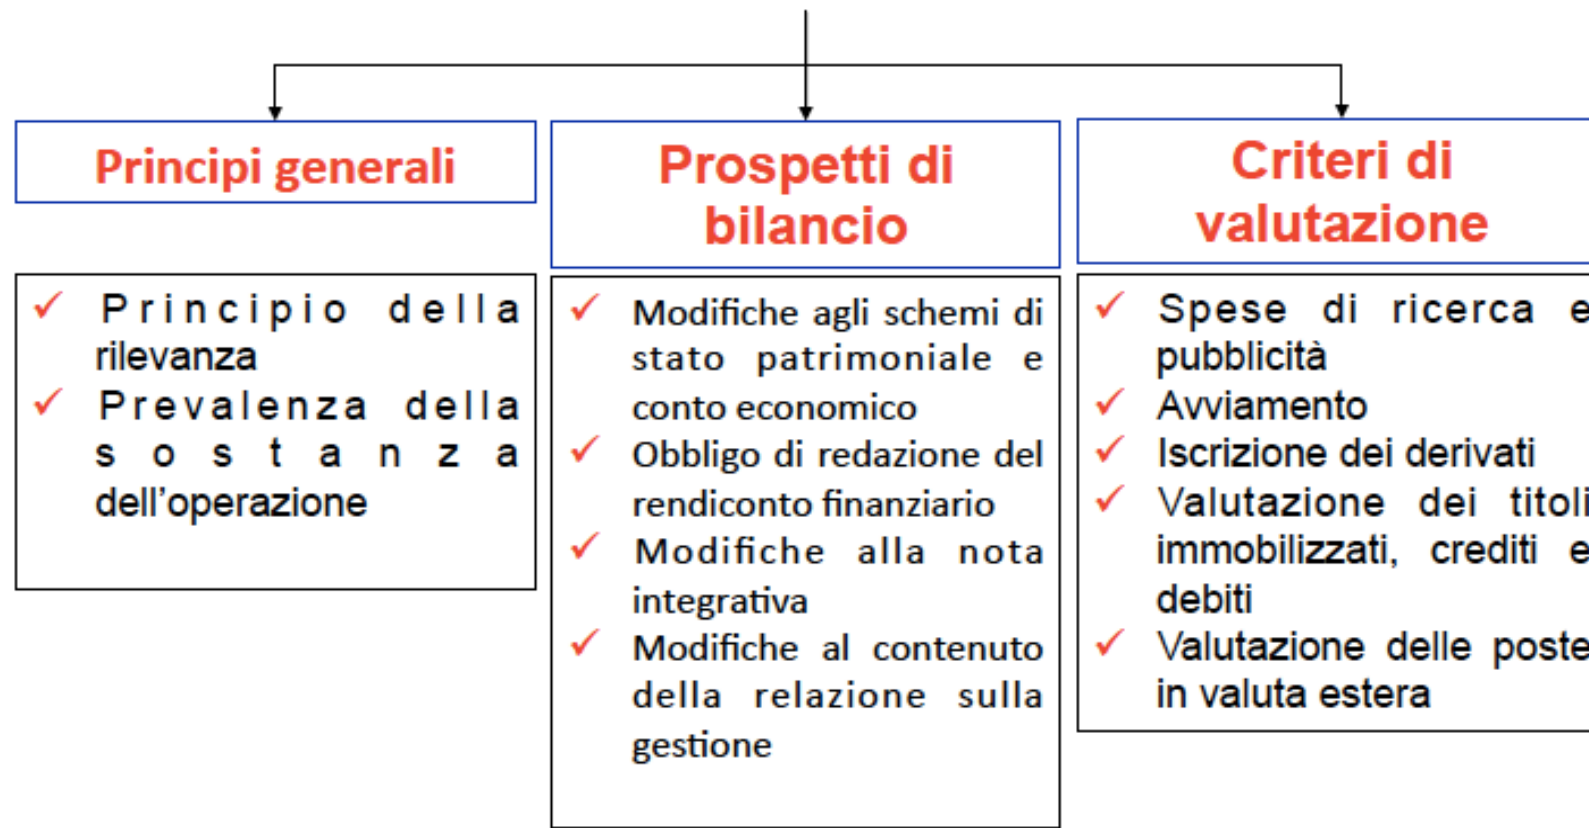 Principi generali
Principio della
rilevanza
Prevalenza della
sostanza
dell’operazione
Prospetti di
bilancio
Modifiche agli schemi di
stato patrimoniale e
conto economico
Obbligo di redazione del
rendiconto finanziario
Modifiche alla nota
integrativa
Modifiche al contenuto
della relazione sulla
gestione
Criteri di
valutazione
Spese di ricerca e
pubblicità
Avviamento
Iscrizione dei derivati
Valutazione dei titoli
immobilizzati, crediti e
debiti
Valutazione delle poste
in valuta estera